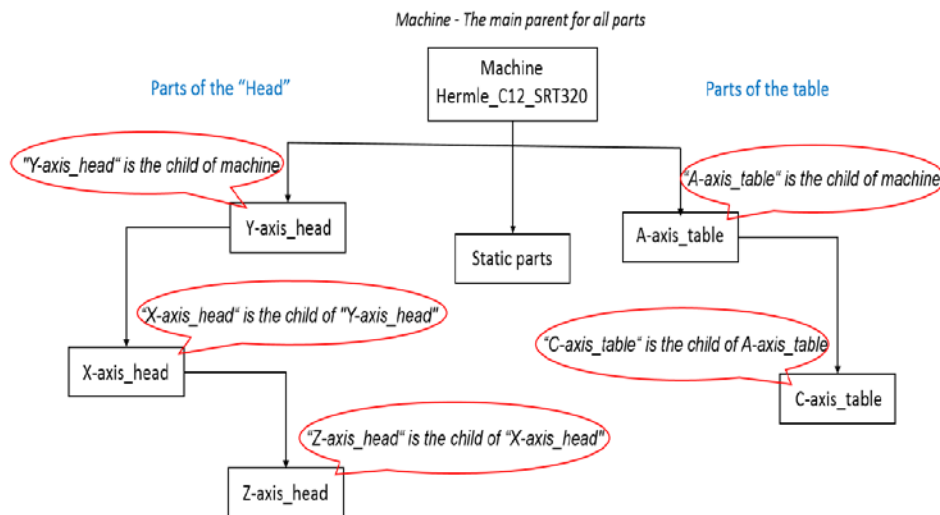 Machine - The main parent for all parts
Machine
Hermle_C12_SRT320
Parts of the “Head”
Parts of the table
"Y-axis_head“ is the child of machine
“A-axis_table“ is the child of machine
Y-axis_head
Static parts
A-axis_table
“X-axis_head“ is the child of "Y-axis_head"
“C-axis_table“ is the child of A-axis_table
X-axis_head
C-axis_table
“Z-axis_head“ is the child of “X-axis_head"
Z-axis_head